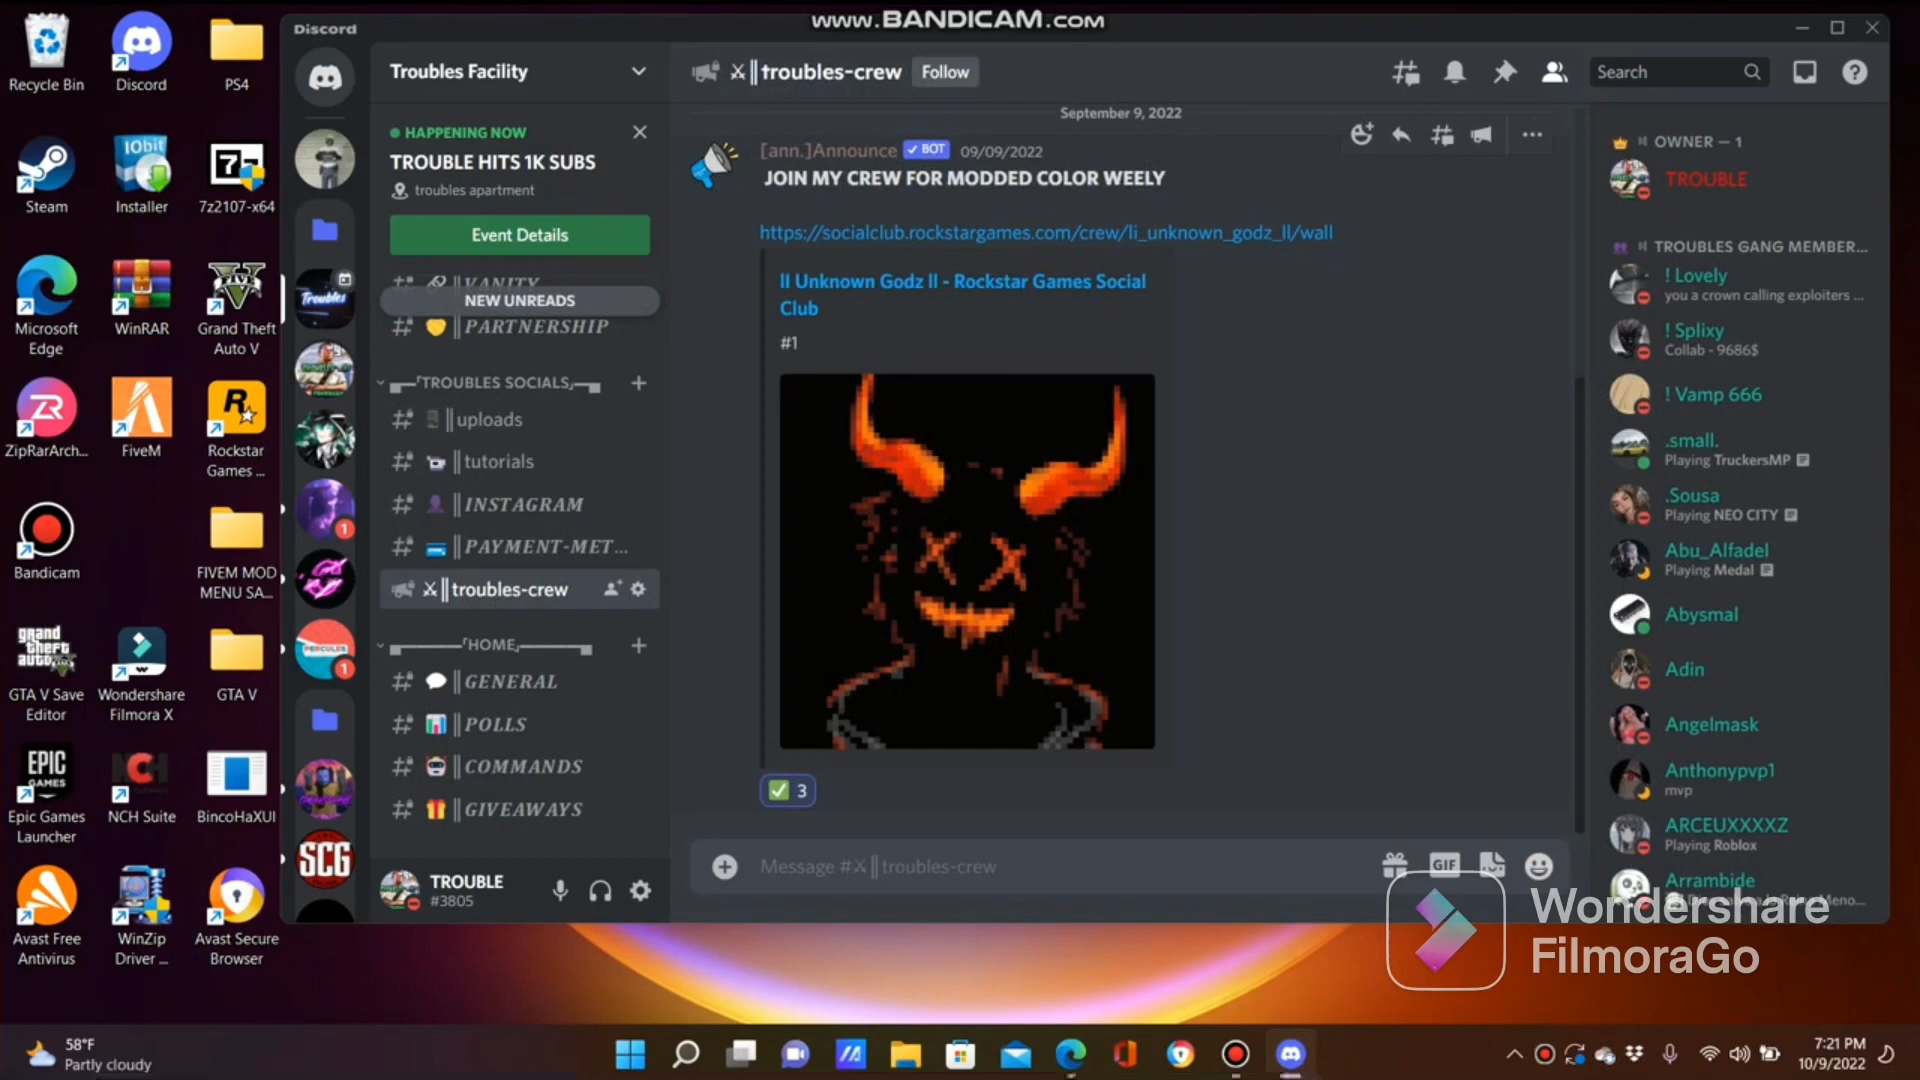 www.BANDICAM.com
Recycle Bin
Discord
PS4
Steam
IObit
Installer
7z2107-x64
Microsoft
Edge
WinRAR
Grand Theft
Auto V
ZipRarArch...
FiveM
Rockstar
Games ...
Bandicam
FIVEM MOD
MENU SA...
GTA V Save
Editor
Wondershare
Filmora X
GTA V
Epic Games
Launcher
NCH Suite
BincoHaXUI
Avast Free
Antivirus
WinZip
Driver ...
Avast Secure
Browser
Discord
Troubles
SCG
Troubles Facility
HAPPENING NOW
TROUBLE HITS 1K SUBS
troubles apartment
Event Details
VANITY
NEW UNREADS
PARTNERSHIP
「TROUBLES SOCIALS」
uploads
tutorials
INSTAGRAM
PAYMENT-MET...
troubles-crew
「HOME」
GENERAL
POLLS
COMMANDS
GIVEAWAYS
TROUBLE
#3805
⚔║troubles-crew
Follow
Search
September 9, 2022
[ann.]Announce BOT 09/09/2022
JOIN MY CREW FOR MODDED COLOR WEELY
https://socialclub.rockstargames.com/crew/li_unknown_godz_ll/wall
ll Unknown Godz ll - Rockstar Games Social
Club
#1
✅ 3
Message #⚔║troubles-crew
GIF
OWNER — 1
TROUBLE
TROUBLES GANG MEMBER...
! Lovely
you a crown calling exploiters ...
! Splixy
Collab - 9686$
! Vamp 666
.small.
Playing TruckersMP
.Sousa
Playing NEO CITY
Abu_Alfadel
Playing Medal
Abysmal
Adin
Angelmask
Anthonypvp1
mvp
ARCEUXXXXZ
Playing Roblox
Arrambide
Wondershare
FilmoraGo
58°F
Partly cloudy
7:21 PM
10/9/2022